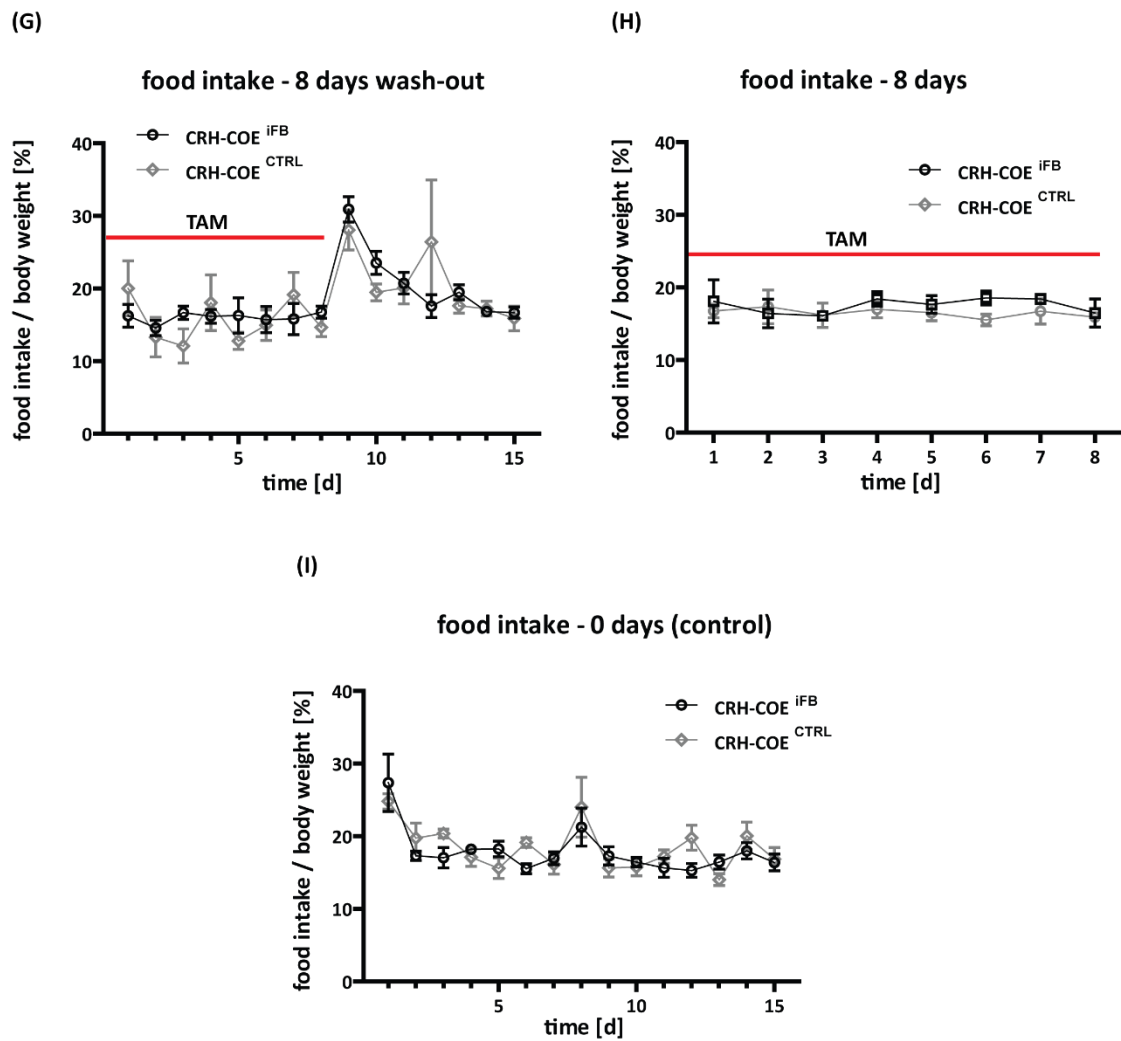 (G)
food intake - 8 days wash-out
CRH-COE iFB
CRH-COE CTRL
TAM
food intake / body weight [%]
40
30
20
10
0
5 10 15
time [d]
(H)
food intake - 8 days
CRH-COE iFB
CRH-COE CTRL
TAM
food intake / body weight [%]
40
30
20
10
0
1 2 3 4 5 6 7 8
time [d]
(I)
food intake - 0 days (control)
CRH-COE iFB
CRH-COE CTRL
food intake / body weight [%]
40
30
20
10
0
5 10 15
time [d]